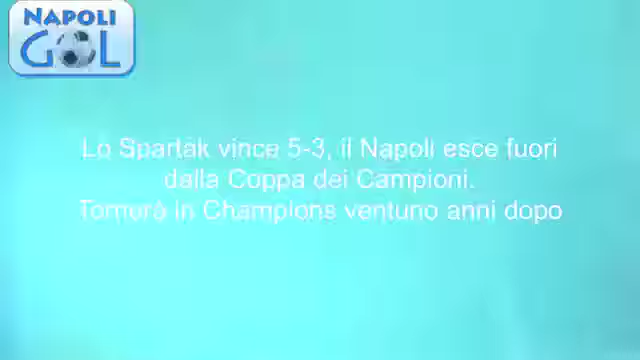 NAPOLI
GOL
Lo Spartak vince 5-3, il Napoli esce fuori
dalla Coppa dei Campioni.
Tornerà in Champions ventuno anni dopo